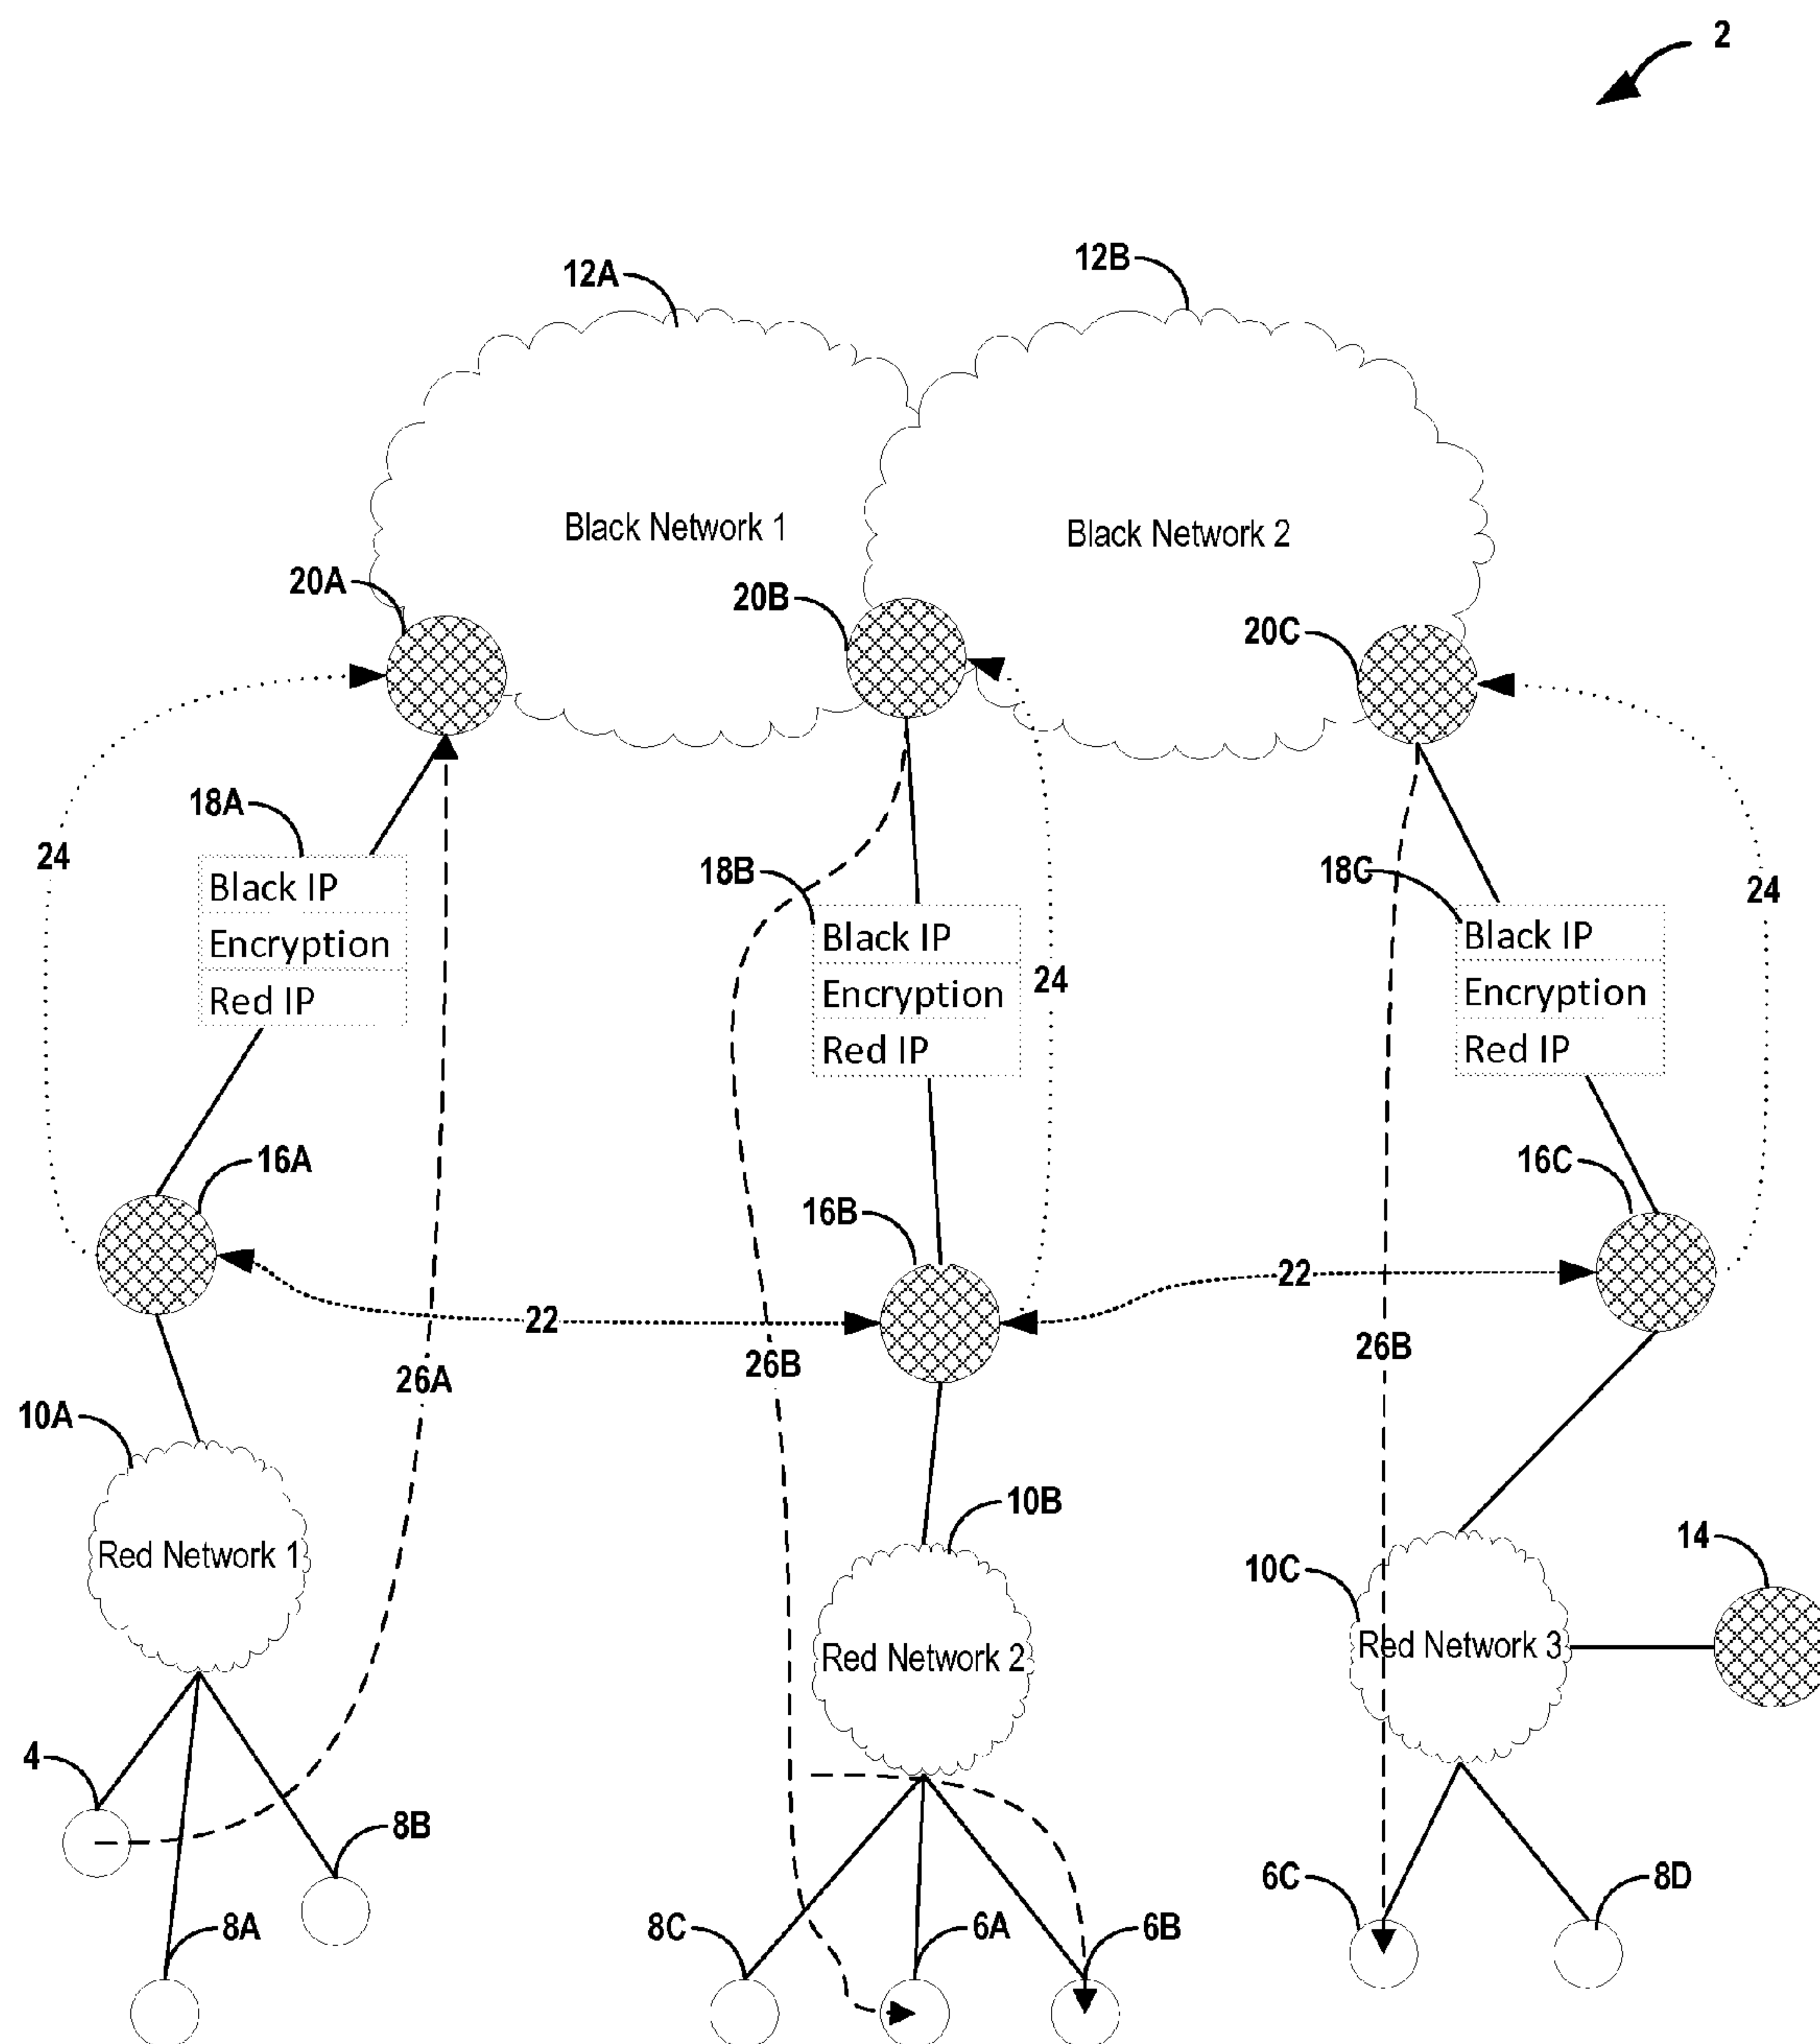 2
12A
12B
Black Network 1
Black Network 2
20A
20B
20C
18A
24
Black IP
Encryption
Red IP
18B
Black IP
Encryption
Red IP
24
18C
Black IP
Encryption
Red IP
24
16A
16B
16C
22
22
26A
26B
26B
10A
Red Network 1
10B
Red Network 2
10C
Red Network 3
14
4
8B
8A
8C
6A
6B
6C
8D